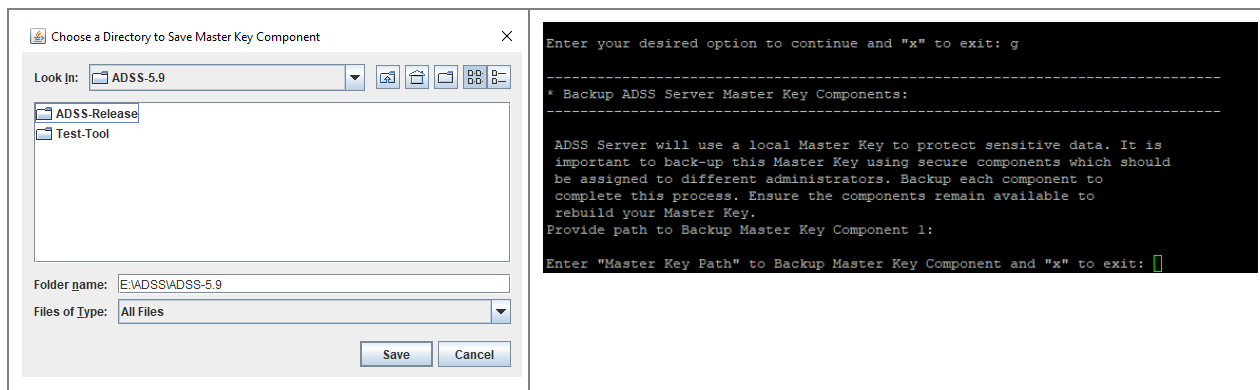 Choose a Directory to Save Master Key Component
Look In: ADSS-5.9
ADSS-Release
Test-Tool
Folder name: E:\ADSS\ADSS-5.9
Files of Type: All Files
Save Cancel
Enter your desired option to continue and "x" to exit: g
--------------------------------------------------------------------------------
* Backup ADSS Server Master Key Components:
--------------------------------------------------------------------------------
ADSS Server will use a local Master Key to protect sensitive data. It is
important to back-up this Master Key using secure components which should
be assigned to different administrators. Backup each component to
complete this process. Ensure the components remain available to
rebuild your Master Key.
Provide path to Backup Master Key Component 1:
Enter "Master Key Path" to Backup Master Key Component and "x" to exit: